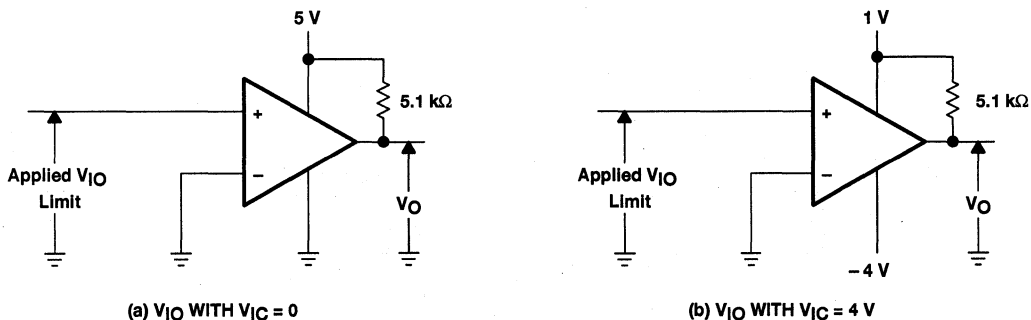 5 V
5.1 kΩ
+
−
Applied VIO
Limit
VO
(a) VIO WITH VIC = 0
1 V
5.1 kΩ
+
−
Applied VIO
Limit
VO
− 4 V
(b) VIO WITH VIC = 4 V